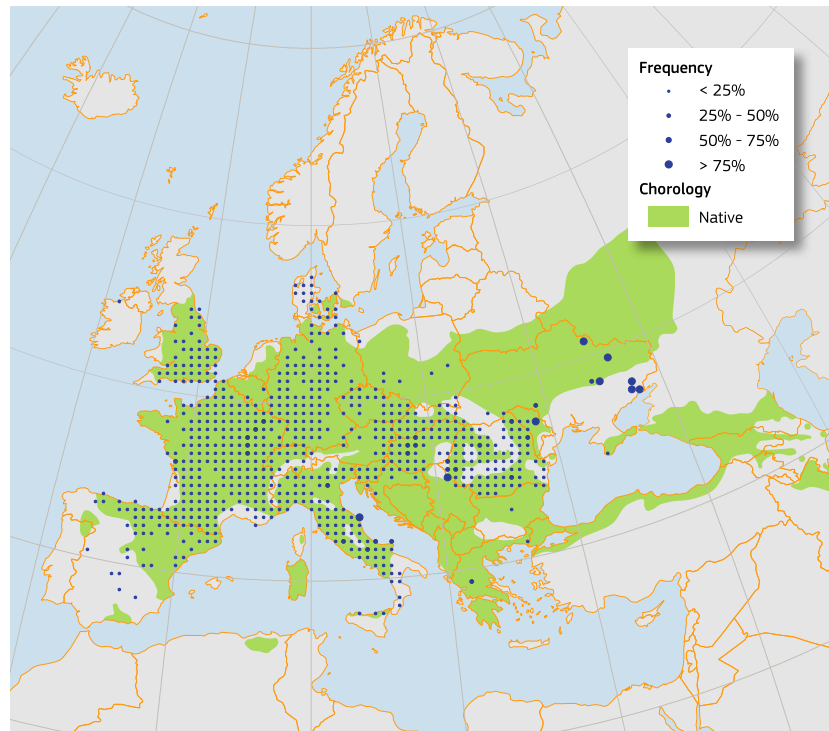 Frequency
< 25%
25% - 50%
50% - 75%
> 75%
Chorology
Native